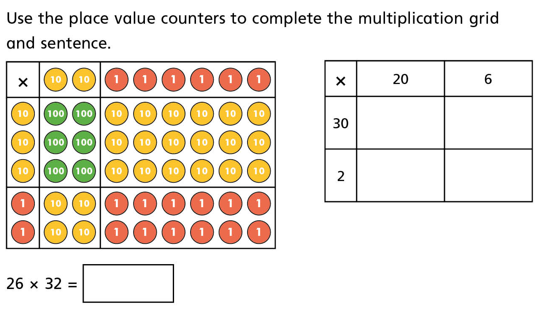 Use the place value counters to complete the multiplication grid
and sentence.
× 10 10 1 1 1 1 1 1
10 100 100 10 10 10 10 10 10
10 100 100 10 10 10 10 10 10
10 100 100 10 10 10 10 10 10
1 10 10 1 1 1 1 1 1
1 10 10 1 1 1 1 1 1
× 20 6
30
2
26 × 32 =